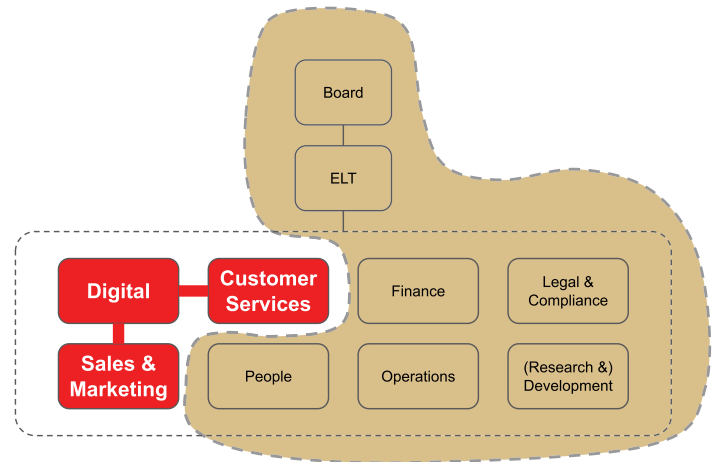 Board
ELT
Digital
Customer
Services
Finance
Legal &
Compliance
Sales &
Marketing
People
Operations
(Research &)
Development